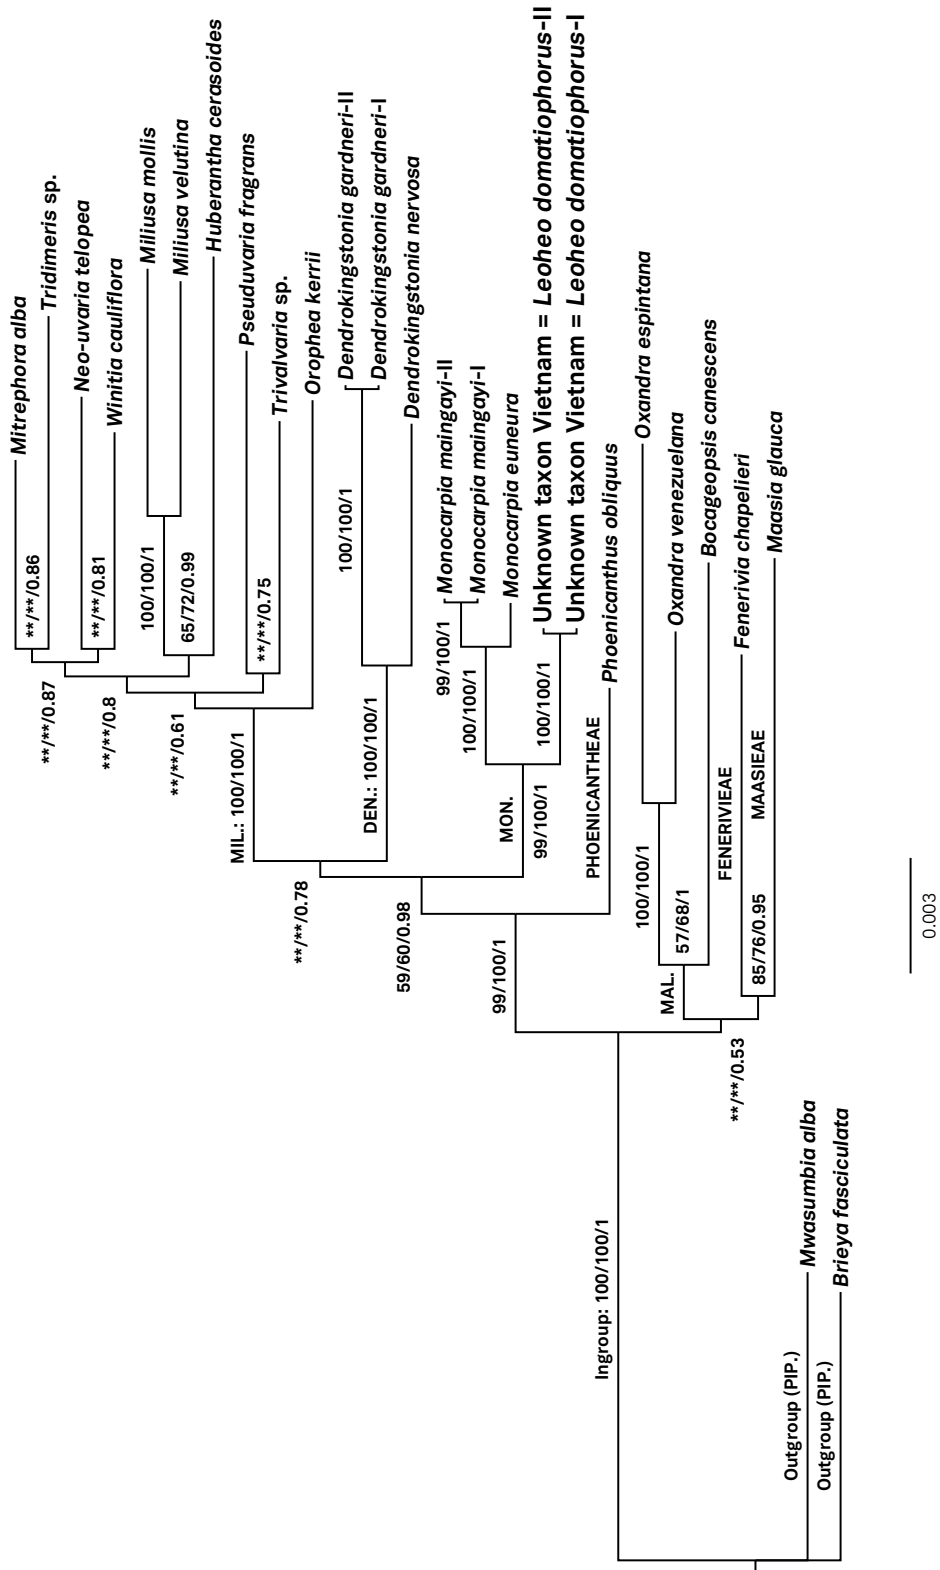 Mitrephora alba
**/**/0.86
Tridimeris sp.
**/**/0.87
Neo-uvaria telopea
**/**/0.81
Winitia cauliflora
**/**/0.8
Miliusa mollis
100/100/1
Miliusa velutina
65/72/0.99
Huberantha cerasoides
**/**/0.61
Pseuduvaria fragrans
**/**/0.75
Trivalvaria sp.
MIL.: 100/100/1
Orophea kerrii
**/**/0.78
Dendrokingstonia gardneri-II
100/100/1
Dendrokingstonia gardneri-I
DEN.: 100/100/1
Dendrokingstonia nervosa
59/60/0.98
Monocarpia maingayi-II
99/100/1
Monocarpia maingayi-I
100/100/1
Monocarpia euneura
MON.
99/100/1
Unknown taxon Vietnam = Leoheo domatiophorus-II
100/100/1
Unknown taxon Vietnam = Leoheo domatiophorus-I
99/100/1
PHOENICANTHEAE
Phoenicanthus obliquus
Oxandra espintana
100/100/1
Oxandra venezuelana
MAL.
57/68/1
Bocageopsis canescens
FENERIVIEAE
Fenerivia chapelieri
**/**/0.53
85/76/0.95
MAASIEAE
Maasia glauca
Ingroup: 100/100/1
Outgroup (PIP.)
Mwasumbia alba
Outgroup (PIP.)
Brieya fasciculata
0.003